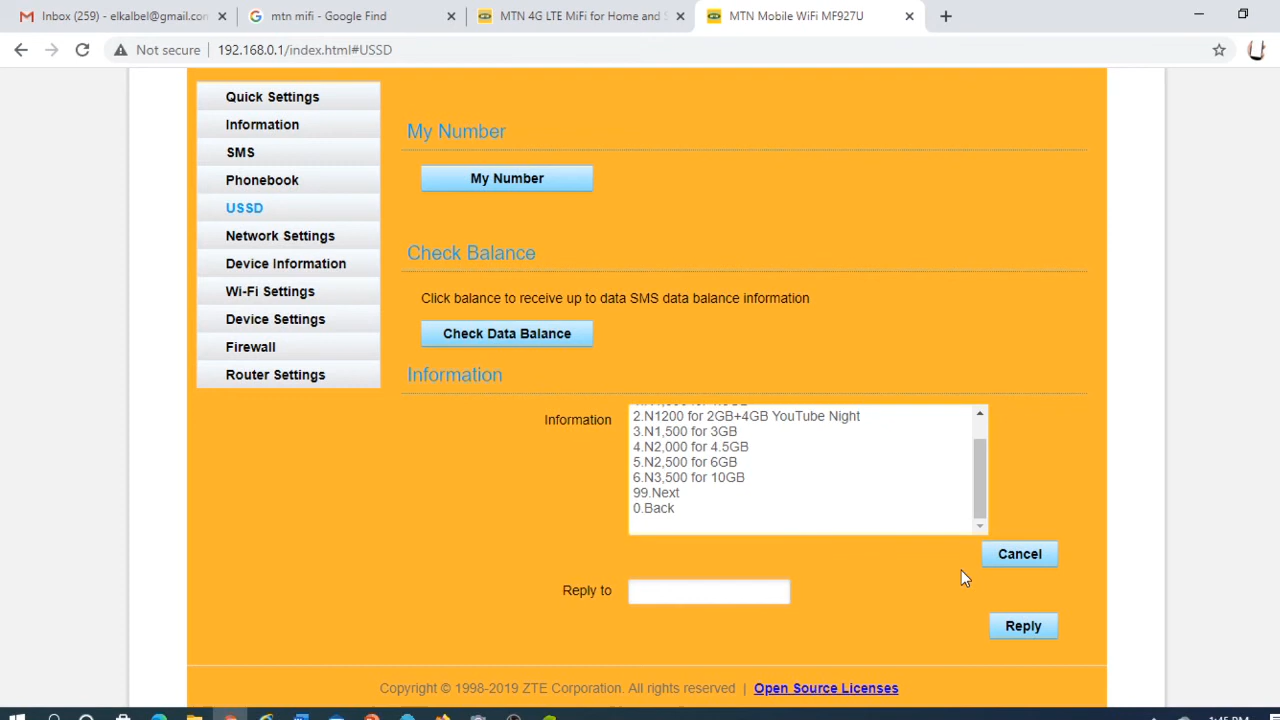 Inbox (259) - elkalbel@gmail.con
mtn mifi - Google Find
MTN 4G LTE MiFi for Home and S
MTN Mobile WiFi MF927U
Not secure | 192.168.0.1/index.html#USSD
Quick Settings
Information
SMS
Phonebook
USSD
Network Settings
Device Information
Wi-Fi Settings
Device Settings
Firewall
Router Settings
My Number
My Number
Check Balance
Click balance to receive up to data SMS data balance information
Check Data Balance
Information
Information
2.N1200 for 2GB+4GB YouTube Night
3.N1,500 for 3GB
4.N2,000 for 4.5GB
5.N2,500 for 6GB
6.N3,500 for 10GB
99.Next
0.Back
Cancel
Reply to
Reply
Copyright © 1998-2019 ZTE Corporation. All rights reserved | Open Source Licenses
1:45 PM